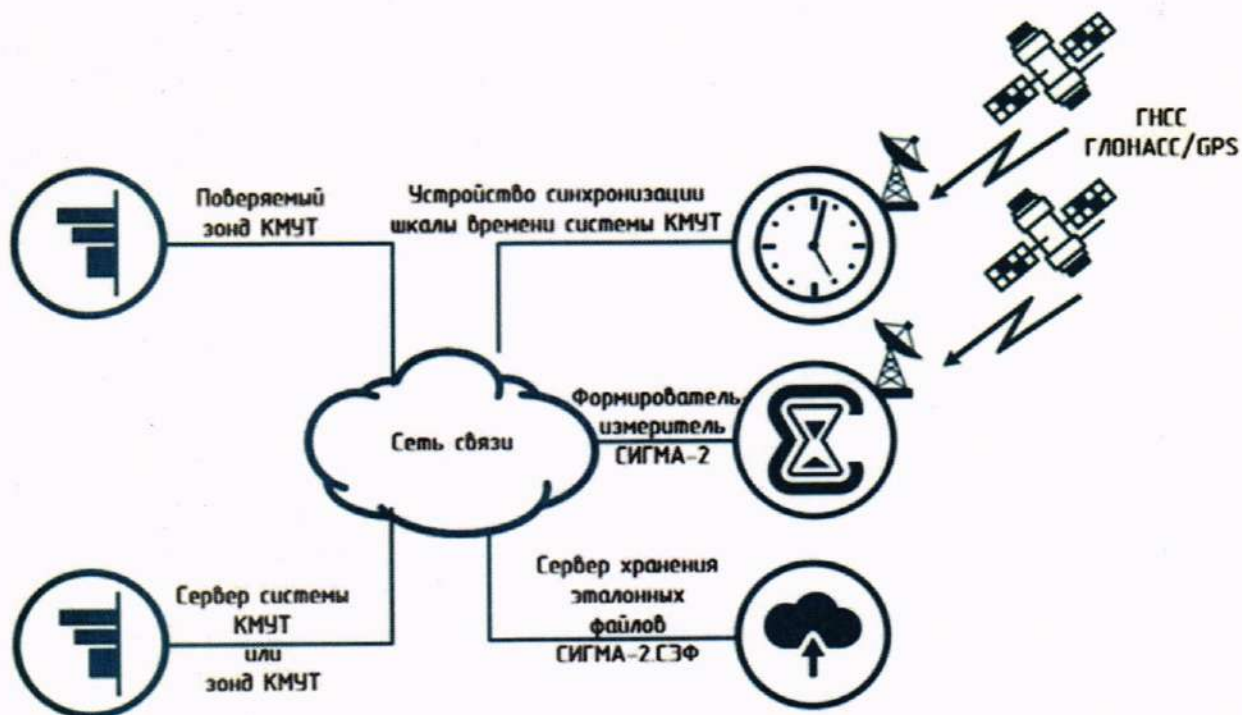 ГНСС
ГЛОНАСС/GPS
Поверяемый
зонд КМУТ
Устройство синхронизации
шкалы времени системы КМУТ
Сеть связи
Формирователь-
измеритель
СИГМА-2
Сервер системы
КМУТ
или
зонд КМУТ
Сервер хранения
эталонных
файлов
СИГМА-2.СЭФ